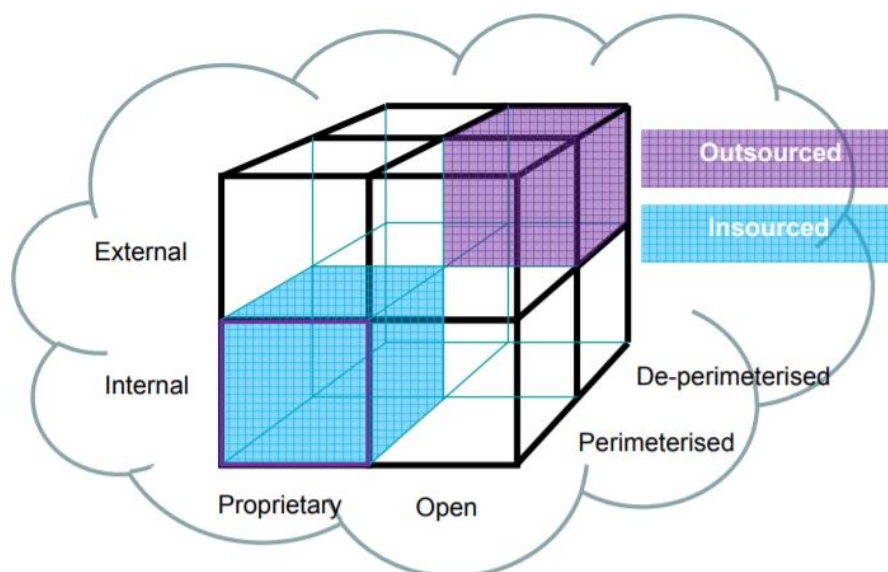 Outsourced
Insourced
External
Internal
De-perimeterised
Perimeterised
Proprietary
Open